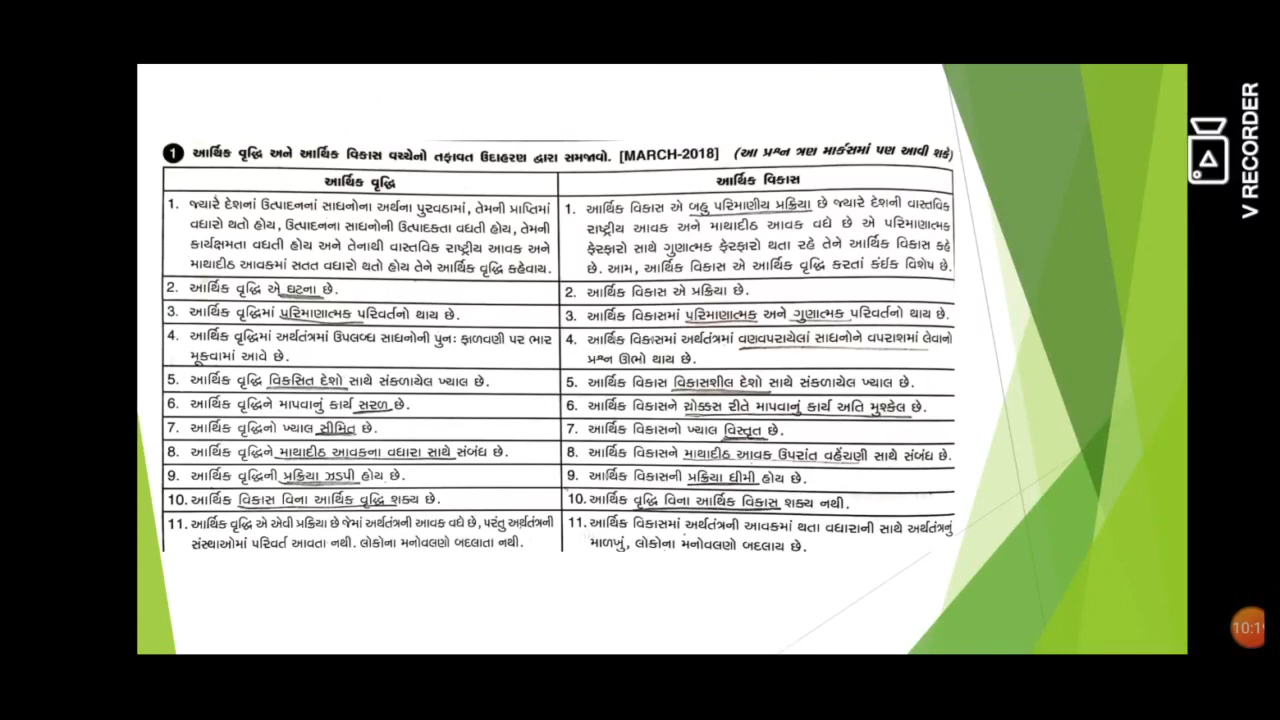 1 આર્થિક વૃદ્ધિ અને આર્થિક વિકાસ વચ્ચેનો તફાવત ઉદાહરણ દ્વારા સમજાવો. [MARCH-2018] (આ પ્રશ્ન ત્રણ માર્ક્સમાં પણ આવી શકે)
આર્થિક વૃદ્ધિ
આર્થિક વિકાસ
1. જ્યારે દેશનાં ઉત્પાદનનાં સાધનોના અર્થના પુરવઠામાં, તેમની પ્રાપ્તિમાં
વધારો થતો હોય, ઉત્પાદનના સાધનોની ઉત્પાદકતા વધતી હોય, તેમની
કાર્યક્ષમતા વધતી હોય અને તેનાથી વાસ્તવિક રાષ્ટ્રીય આવક અને
માથાદીઠ આવકમાં સતત વધારો થતો હોય તેને આર્થિક વૃદ્ધિ કહેવાય.
1. આર્થિક વિકાસ એ બહુ પરિમાણીય પ્રક્રિયા છે જ્યારે દેશની વાસ્તવિક
રાષ્ટ્રીય આવક અને માથાદીઠ આવક વધે છે એ પરિમાણાત્મક
ફેરફારો સાથે ગુણાત્મક ફેરફારો થતા રહે તેને આર્થિક વિકાસ કહે
છે. આમ, આર્થિક વિકાસ એ આર્થિક વૃદ્ધિ કરતાં કંઈક વિશેષ છે.
2. આર્થિક વૃદ્ધિ એ ઘટના છે.
2. આર્થિક વિકાસ એ પ્રક્રિયા છે.
3. આર્થિક વૃદ્ધિમાં પરિમાણાત્મક પરિવર્તનો થાય છે.
3. આર્થિક વિકાસમાં પરિમાણાત્મક અને ગુણાત્મક પરિવર્તનો થાય છે.
4. આર્થિક વૃદ્ધિમાં અર્થતંત્રમાં ઉપલબ્ધ સાધનોની પુનઃ ફાળવણી પર ભાર
મૂકવામાં આવે છે.
4. આર્થિક વિકાસમાં અર્થતંત્રમાં વણવપરાયેલાં સાધનોને વપરાશમાં લેવાનો
પ્રશ્ન ઊભો થાય છે.
5. આર્થિક વૃદ્ધિ વિકસિત દેશો સાથે સંકળાયેલ ખ્યાલ છે.
5. આર્થિક વિકાસ વિકાસશીલ દેશો સાથે સંકળાયેલ ખ્યાલ છે.
6. આર્થિક વૃદ્ધિને માપવાનું કાર્ય સરળ છે.
6. આર્થિક વિકાસને ચોક્કસ રીતે માપવાનું કાર્ય અતિ મુશ્કેલ છે.
7. આર્થિક વૃદ્ધિનો ખ્યાલ સીમિત છે.
7. આર્થિક વિકાસનો ખ્યાલ વિસ્તૃત છે.
8. આર્થિક વૃદ્ધિને માથાદીઠ આવકના વધારા સાથે સંબંધ છે.
8. આર્થિક વિકાસને માથાદીઠ આવક ઉપરાંત વહેંચણી સાથે સંબંધ છે.
9. આર્થિક વૃદ્ધિની પ્રક્રિયા ઝડપી હોય છે.
9. આર્થિક વિકાસની પ્રક્રિયા ધીમી હોય છે.
10. આર્થિક વિકાસ વિના આર્થિક વૃદ્ધિ શક્ય છે.
10. આર્થિક વૃદ્ધિ વિના આર્થિક વિકાસ શક્ય નથી.
11. આર્થિક વૃદ્ધિ એ એવી પ્રક્રિયા છે જેમાં અર્થતંત્રની આવક વધે છે, પરંતુ અર્થતંત્રની
સંસ્થાઓમાં પરિવર્ત આવતા નથી. લોકોના મનોવલણો બદલાતા નથી.
11. આર્થિક વિકાસમાં અર્થતંત્રની આવકમાં થતા વધારાની સાથે અર્થતંત્રનું
માળખું, લોકોના મનોવલણો બદલાય છે.
V RECORDER
10:19